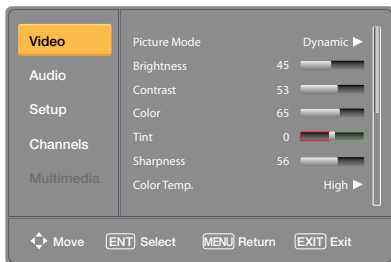 Video
Audio
Setup
Channels
Multimedia
Picture Mode Dynamic
Brightness 45
Contrast 53
Color 65
Tint 0
Sharpness 56
Color Temp. High
Move ENT Select MENU Return EXIT Exit